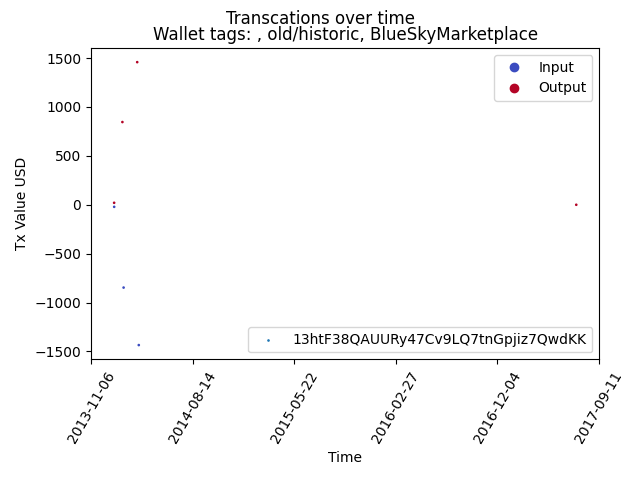 Transcations over time
Wallet tags: , old/historic, BlueSkyMarketplace
1500
1000
500
0
−500
−1000
−1500
Tx Value USD
Input
Output
13htF38QAUURy47Cv9LQ7tnGpjiz7QwdKK
2013-11-06
2014-08-14
2015-05-22
2016-02-27
2016-12-04
2017-09-11
Time